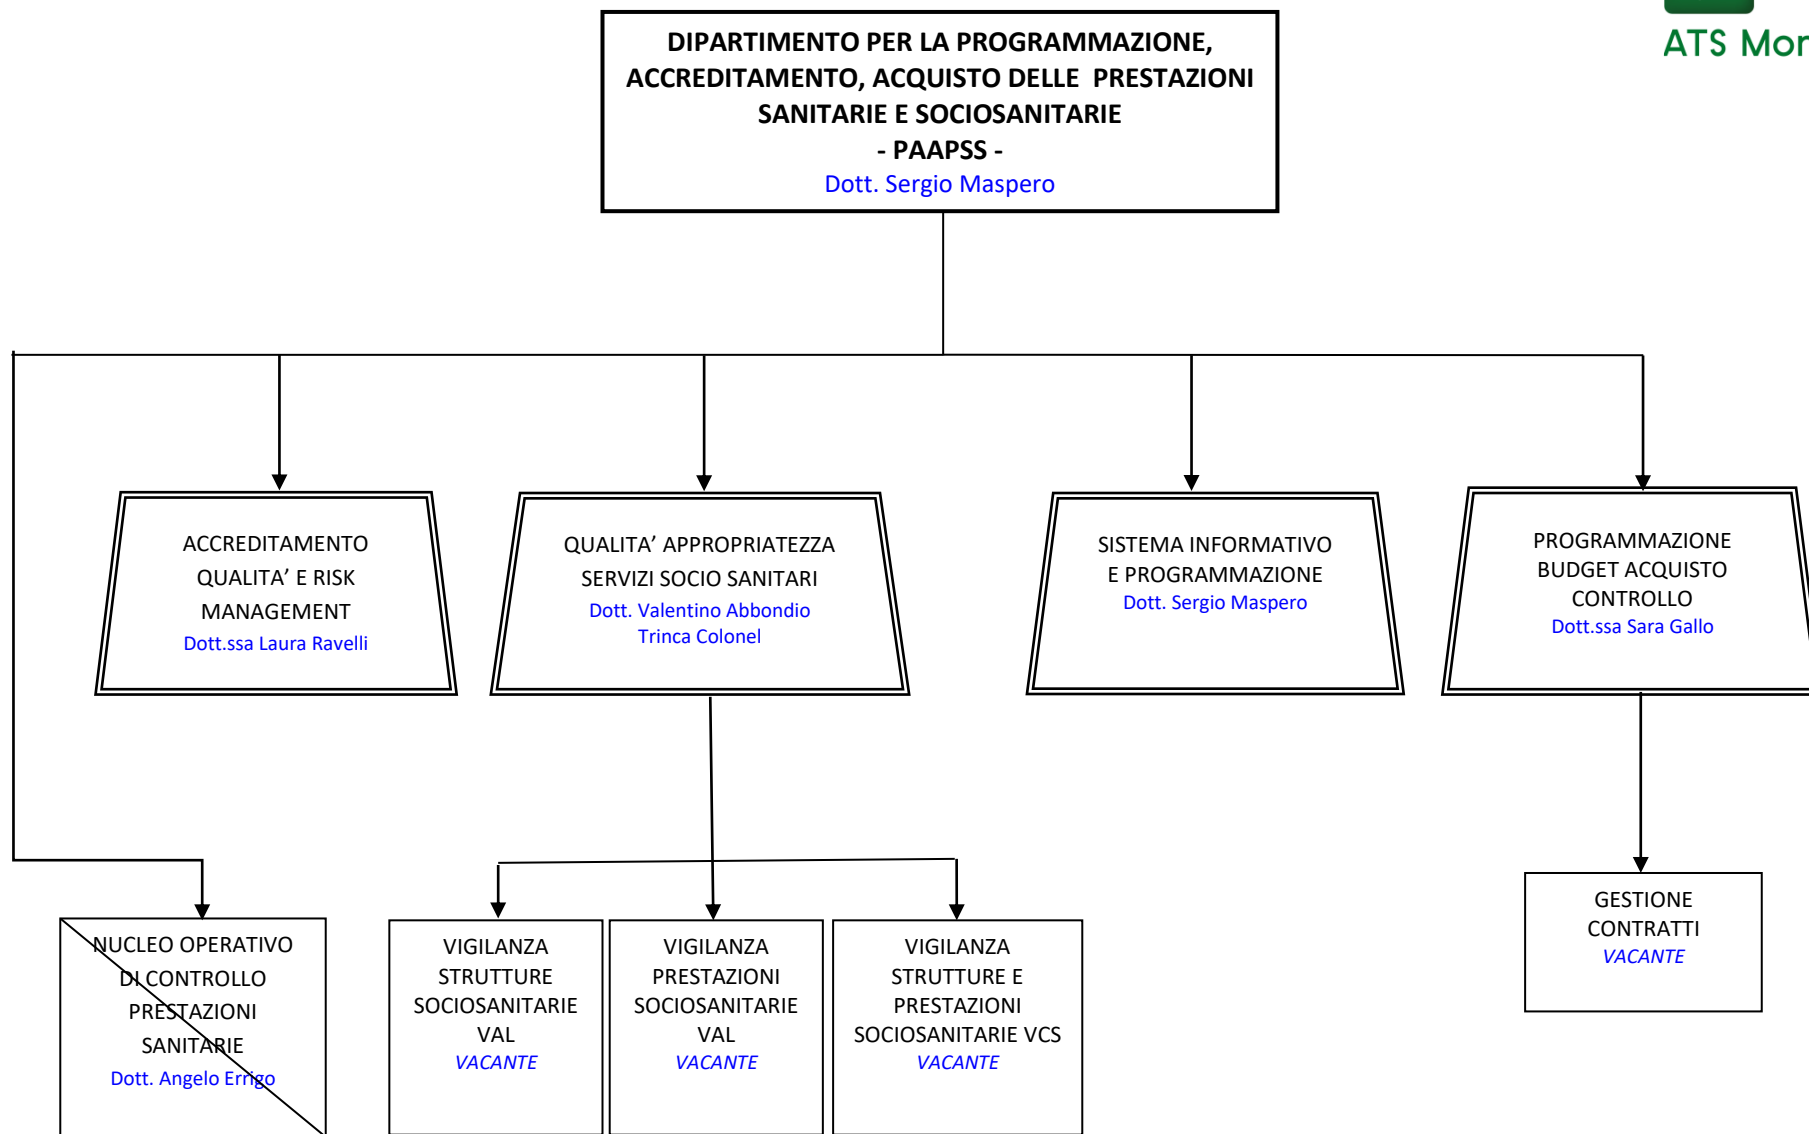 DIPARTIMENTO PER LA PROGRAMMAZIONE,
ACCREDITAMENTO, ACQUISTO DELLE PRESTAZIONI
SANITARIE E SOCIOSANITARIE
- PAAPSS -
Dott. Sergio Maspero
ATS Mon
ACCREDITAMENTO
QUALITA’ E RISK
MANAGEMENT
Dott.ssa Laura Ravelli
QUALITA’ APPROPRIATEZZA
SERVIZI SOCIO SANITARI
Dott. Valentino Abbondio
Trinca Colonel
SISTEMA INFORMATIVO
E PROGRAMMAZIONE
Dott. Sergio Maspero
PROGRAMMAZIONE
BUDGET ACQUISTO
CONTROLLO
Dott.ssa Sara Gallo
NUCLEO OPERATIVO
DI CONTROLLO
PRESTAZIONI
SANITARIE
Dott. Angelo Errigo
VIGILANZA
STRUTTURE
SOCIOSANITARIE
VAL
VACANTE
VIGILANZA
PRESTAZIONI
SOCIOSANITARIE
VAL
VACANTE
VIGILANZA
STRUTTURE E
PRESTAZIONI
SOCIOSANITARIE VCS
VACANTE
GESTIONE
CONTRATTI
VACANTE